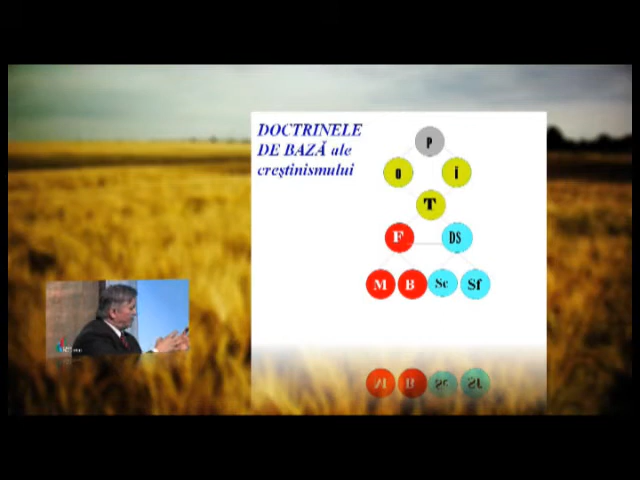 DOCTRINELE
DE BAZĂ ale
creştinismului
P
O Î
T
F DS
M B Sc Sf